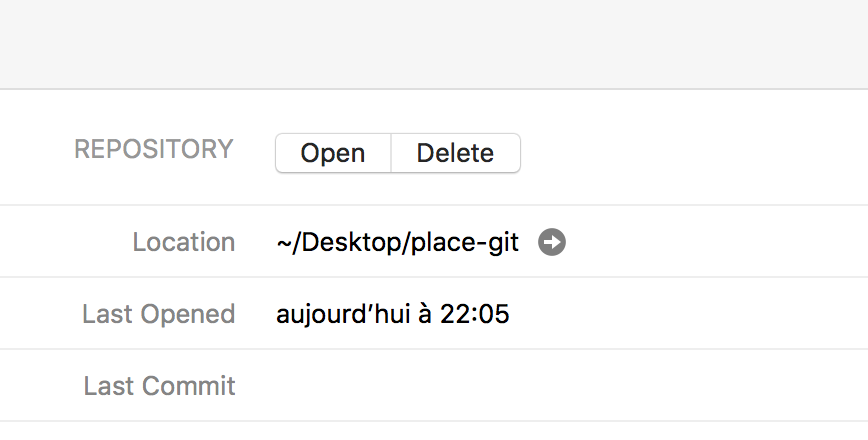 REPOSITORY Open Delete
Location ~/Desktop/place-git
Last Opened aujourd’hui à 22:05
Last Commit